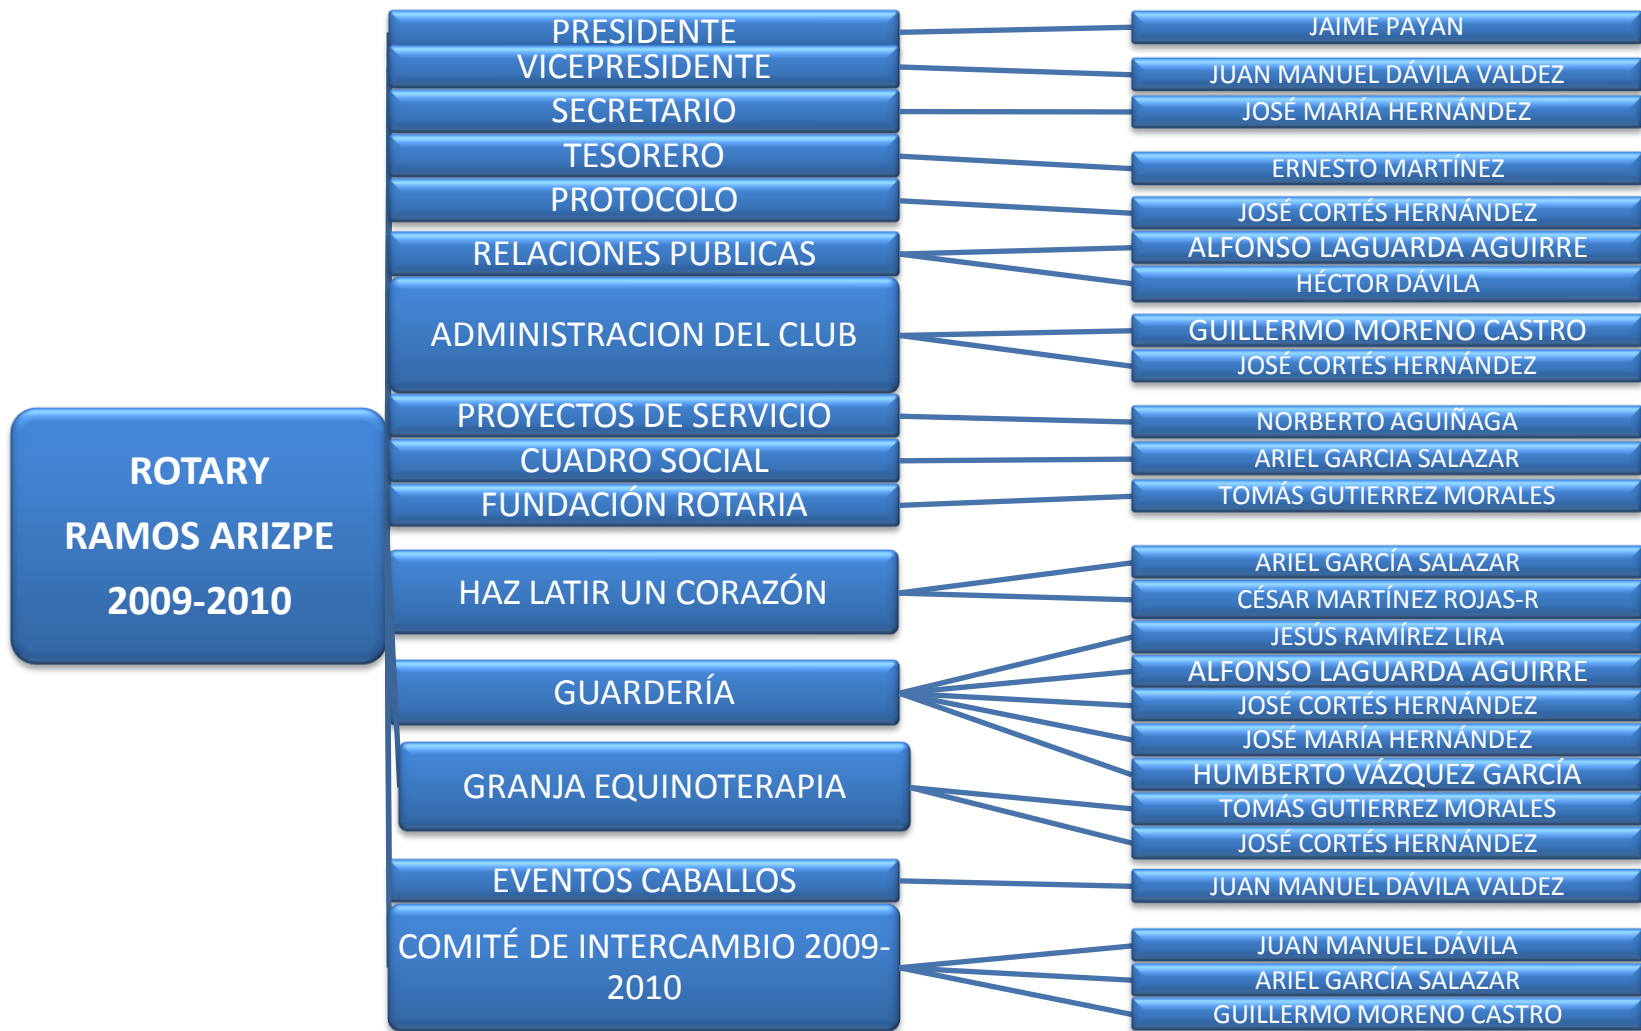 ROTARY
RAMOS ARIZPE
2009-2010
PRESIDENTE
JAIME PAYAN
VICEPRESIDENTE
JUAN MANUEL DÁVILA VALDEZ
SECRETARIO
JOSÉ MARÍA HERNÁNDEZ
TESORERO
ERNESTO MARTÍNEZ
PROTOCOLO
JOSÉ CORTÉS HERNÁNDEZ
RELACIONES PUBLICAS
ALFONSO LAGUARDA AGUIRRE
HÉCTOR DÁVILA
ADMINISTRACION DEL CLUB
GUILLERMO MORENO CASTRO
JOSÉ CORTÉS HERNÁNDEZ
PROYECTOS DE SERVICIO
NORBERTO AGUIÑAGA
CUADRO SOCIAL
ARIEL GARCIA SALAZAR
FUNDACIÓN ROTARIA
TOMÁS GUTIERREZ MORALES
HAZ LATIR UN CORAZÓN
ARIEL GARCÍA SALAZAR
CÉSAR MARTÍNEZ ROJAS-R
GUARDERÍA
JESÚS RAMÍREZ LIRA
ALFONSO LAGUARDA AGUIRRE
JOSÉ CORTÉS HERNÁNDEZ
JOSÉ MARÍA HERNÁNDEZ
HUMBERTO VÁZQUEZ GARCÍA
GRANJA EQUINOTERAPIA
TOMÁS GUTIERREZ MORALES
JOSÉ CORTÉS HERNÁNDEZ
EVENTOS CABALLOS
JUAN MANUEL DÁVILA VALDEZ
COMITÉ DE INTERCAMBIO 2009-
2010
JUAN MANUEL DÁVILA
ARIEL GARCÍA SALAZAR
GUILLERMO MORENO CASTRO